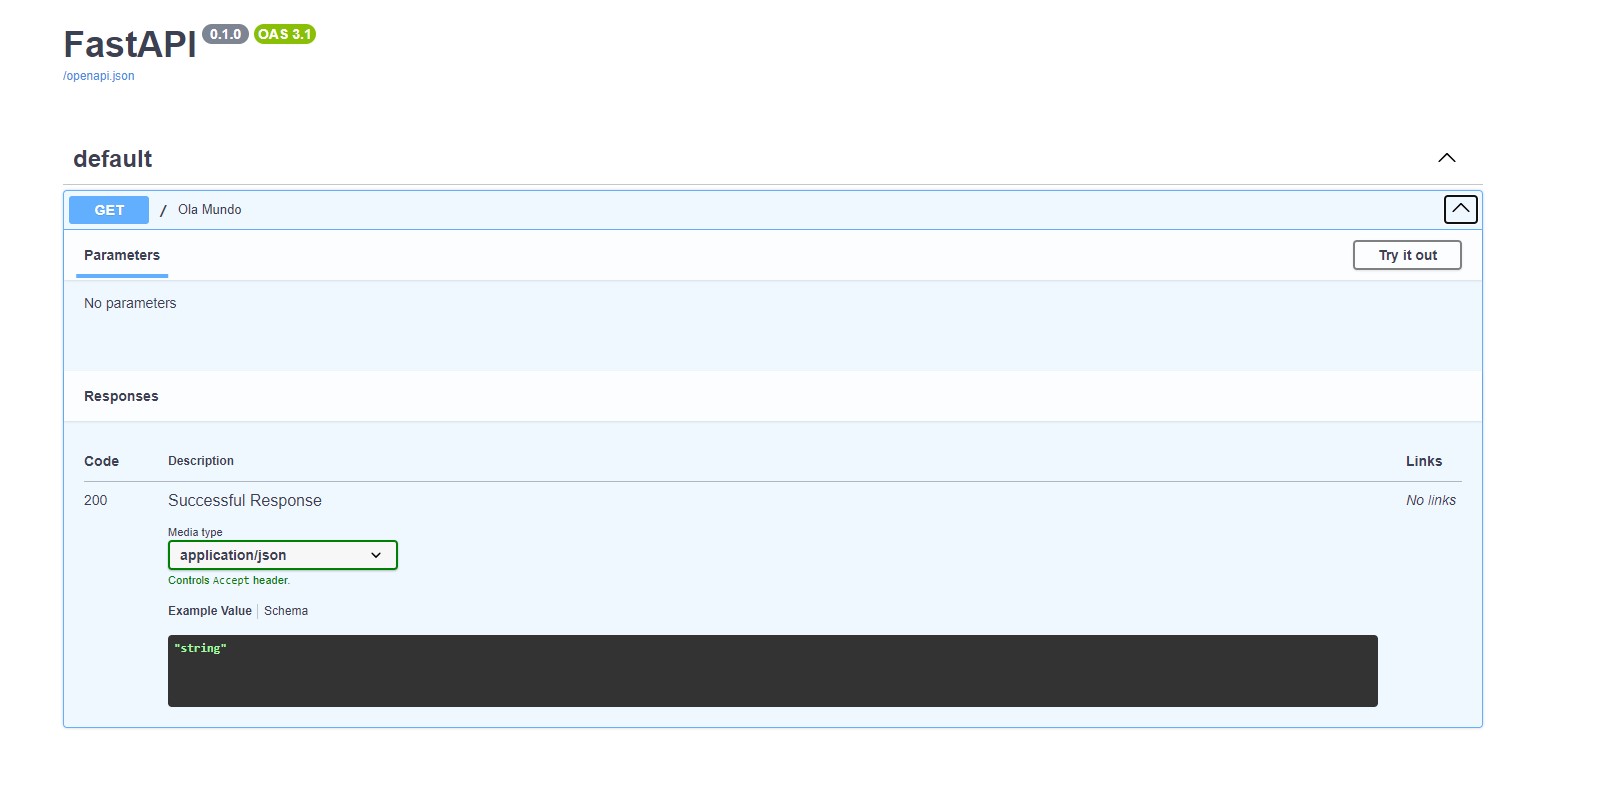 FastAPI 0.1.0 OAS 3.1
/openapi.json
default
GET / Ola Mundo
Parameters Try it out
No parameters
Responses
Code Description Links
200 Successful Response No links
Media type
application/json
Controls Accept header.
Example Value Schema
"string"